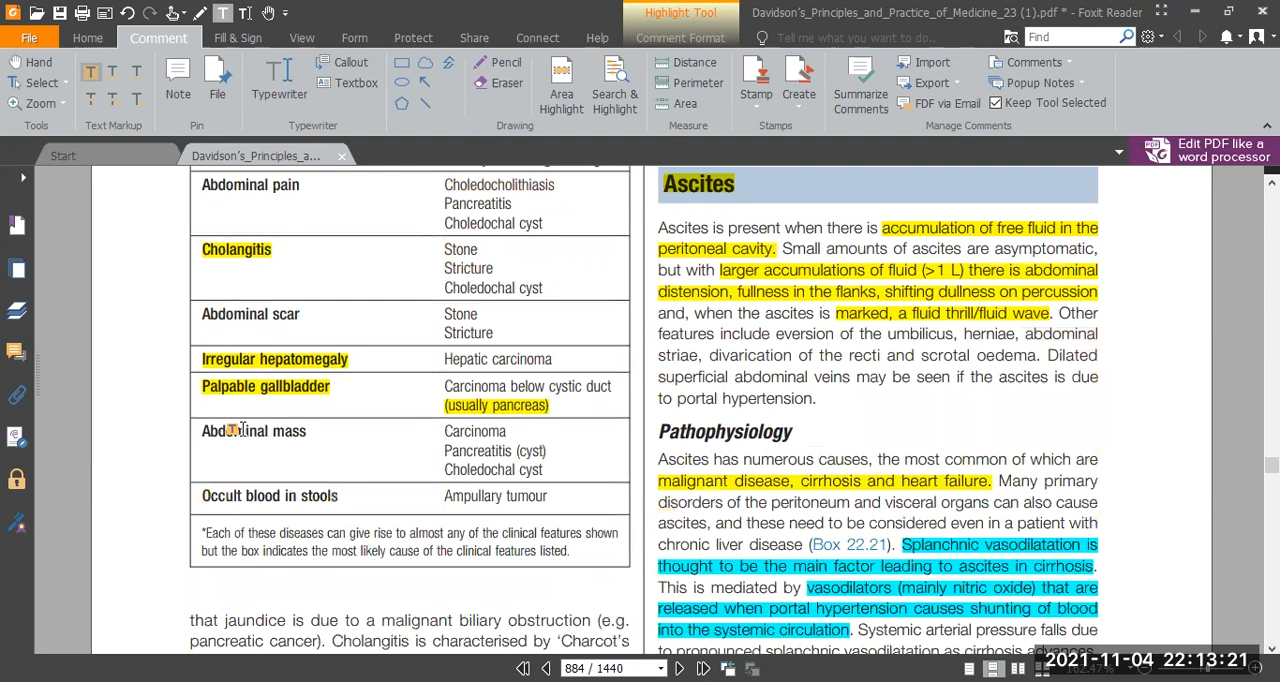 Highlight Tool
Davidson's_Principles_and_Practice_of_Medicine_23 (1).pdf * - Foxit Reader
File Home Comment Fill & Sign View Form Protect Share Connect Help Comment Format Tell me what you want to do.. Find
Hand
Select
Zoom
Tools
Text Markup
Note
File
Pin
Typewriter
Callout
Textbox
Typewriter
Pencil
Eraser
Drawing
Area Highlight
Search & Highlight
Distance
Perimeter
Area
Measure
Stamp
Create
Stamps
Summarize Comments
Import
Export
FDF via Email
Comments
Popup Notes
Keep Tool Selected
Manage Comments
Start
Davidson's_Principles_a...
Edit PDF like a
word processor
Abdominal pain Choledocholithiasis
Pancreatitis
Choledochal cyst
Cholangitis Stone
Stricture
Choledochal cyst
Abdominal scar Stone
Stricture
Irregular hepatomegaly Hepatic carcinoma
Palpable gallbladder Carcinoma below cystic duct
(usually pancreas)
Abdominal mass Carcinoma
Pancreatitis (cyst)
Choledochal cyst
Occult blood in stools Ampullary tumour
*Each of these diseases can give rise to almost any of the clinical features shown
but the box indicates the most likely cause of the clinical features listed.
that jaundice is due to a malignant biliary obstruction (e.g.
pancreatic cancer). Cholangitis is characterised by 'Charcot's
Ascites
Ascites is present when there is accumulation of free fluid in the
peritoneal cavity. Small amounts of ascites are asymptomatic,
but with larger accumulations of fluid (>1 L) there is abdominal
distension, fullness in the flanks, shifting dullness on percussion
and, when the ascites is marked, a fluid thrill/fluid wave. Other
features include eversion of the umbilicus, herniae, abdominal
striae, divarication of the recti and scrotal oedema. Dilated
superficial abdominal veins may be seen if the ascites is due
to portal hypertension.
Pathophysiology
Ascites has numerous causes, the most common of which are
malignant disease, cirrhosis and heart failure. Many primary
disorders of the peritoneum and visceral organs can also cause
ascites, and these need to be considered even in a patient with
chronic liver disease (Box 22.21). Splanchnic vasodilatation is
thought to be the main factor leading to ascites in cirrhosis.
This is mediated by vasodilators (mainly nitric oxide) that are
released when portal hypertension causes shunting of blood
into the systemic circulation. Systemic arterial pressure falls due
to pronounced splanchnic vasodilatation as cirrhosis advances.
884 / 1440
2021-11-04 22:13:21